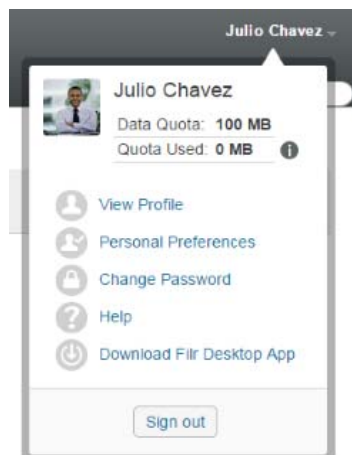 Julio Chavez
Julio Chavez
Data Quota: 100 MB
Quota Used: 0 MB
View Profile
Personal Preferences
Change Password
Help
Download Filr Desktop App
Sign out